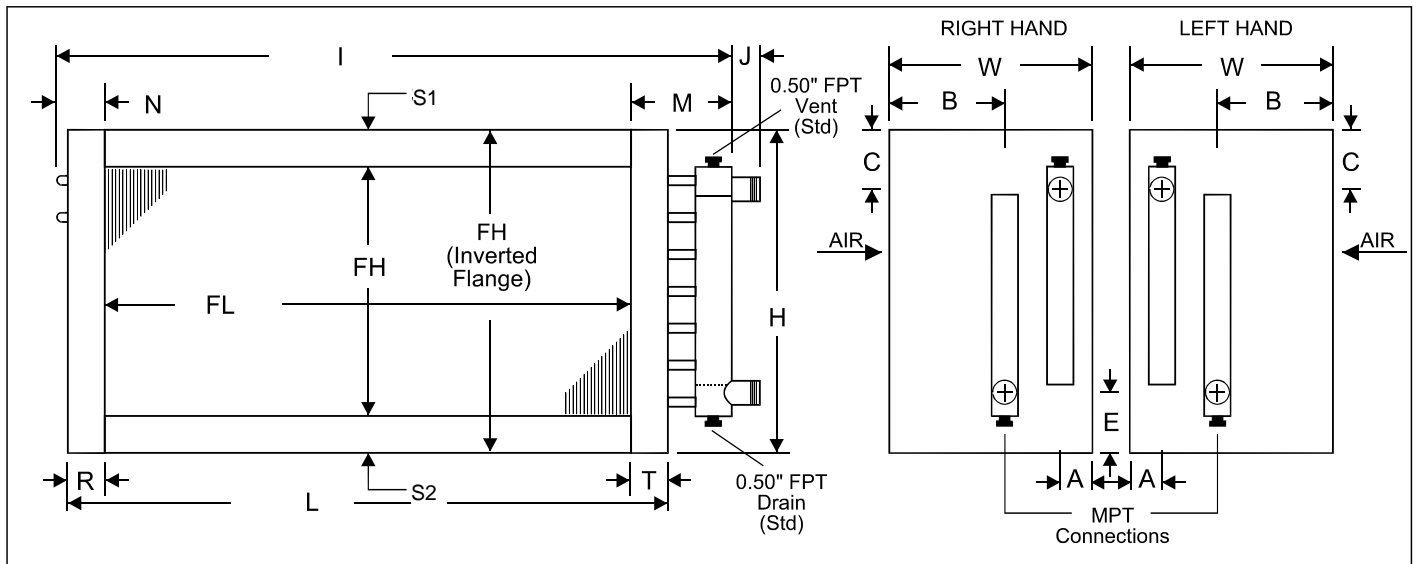 RIGHT HAND
LEFT HAND
I
J
W
W
N
S1
M
0.50" FPT
Vent
(Std)
B
B
C
C
FH
FH
(Inverted
Flange)
FL
H
AIR
AIR
E
R
T
S2
L
0.50" FPT
Drain
(Std)
A
A
MPT
Connections